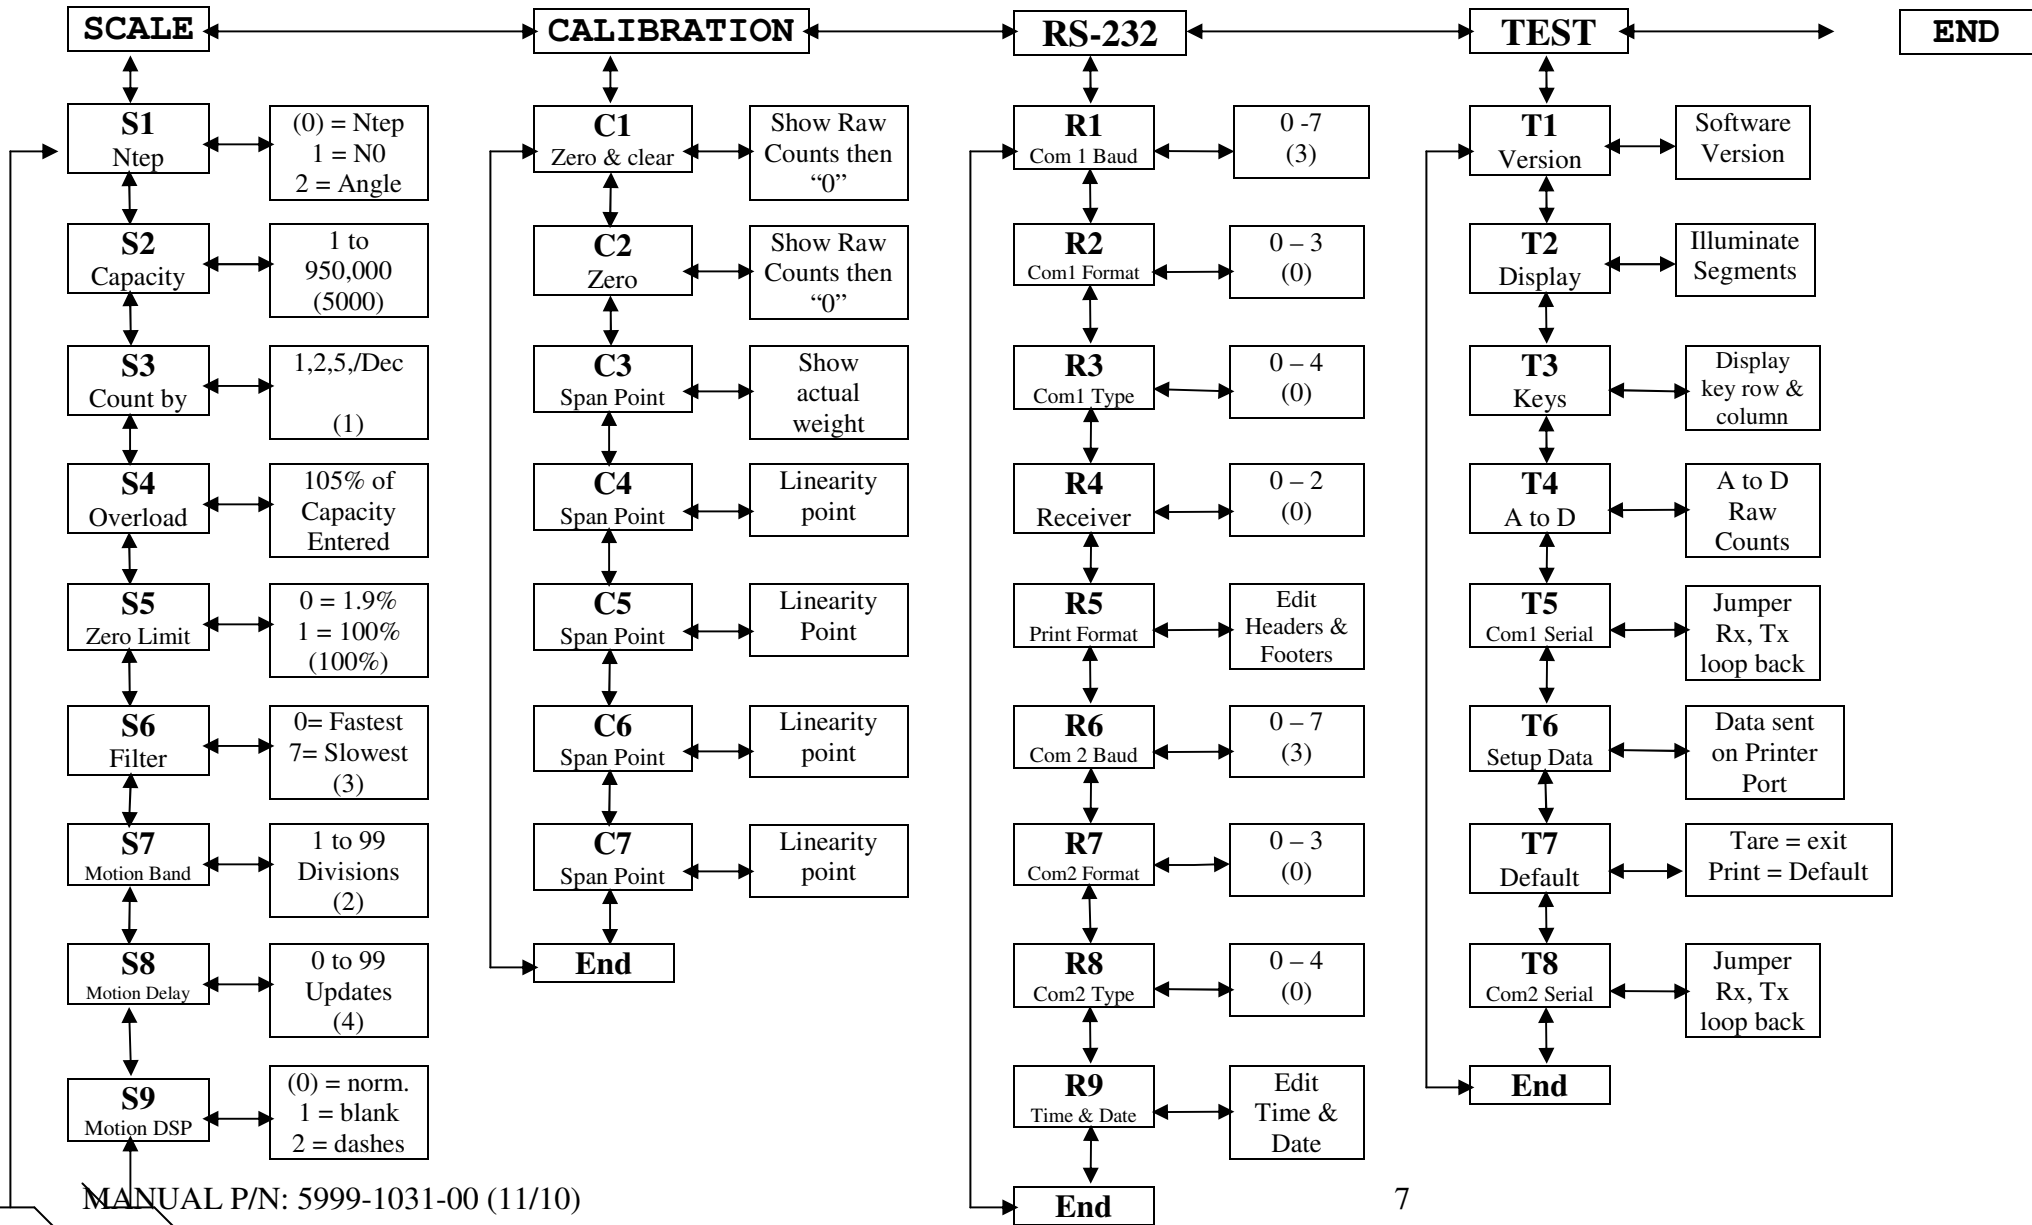 SCALE
CALIBRATION
RS-232
TEST
END
S1
Ntep
(0) = Ntep
1 = N0
2 = Angle
S2
Capacity
1 to
950,000
(5000)
S3
Count by
1,2,5,/Dec
(1)
S4
Overload
105% of
Capacity
Entered
S5
Zero Limit
0 = 1.9%
1 = 100%
(100%)
S6
Filter
0= Fastest
7= Slowest
(3)
S7
Motion Band
1 to 99
Divisions
(2)
S8
Motion Delay
0 to 99
Updates
(4)
S9
Motion DSP
(0) = norm.
1 = blank
2 = dashes
C1
Zero & clear
Show Raw
Counts then
“0”
C2
Zero
Show Raw
Counts then
“0”
C3
Span Point
Show
actual
weight
C4
Span Point
Linearity
point
C5
Span Point
Linearity
Point
C6
Span Point
Linearity
point
C7
Span Point
Linearity
point
End
R1
Com 1 Baud
0 -7
(3)
R2
Com1 Format
0 – 3
(0)
R3
Com1 Type
0 – 4
(0)
R4
Receiver
0 – 2
(0)
R5
Print Format
Edit
Headers &
Footers
R6
Com 2 Baud
0 – 7
(3)
R7
Com2 Format
0 – 3
(0)
R8
Com2 Type
0 – 4
(0)
R9
Time & Date
Edit
Time &
Date
End
T1
Version
Software
Version
T2
Display
Illuminate
Segments
T3
Keys
Display
key row &
column
T4
A to D
A to D
Raw
Counts
T5
Com1 Serial
Jumper
Rx, Tx
loop back
T6
Setup Data
Data sent
on Printer
Port
T7
Default
Tare = exit
Print = Default
T8
Com2 Serial
Jumper
Rx, Tx
loop back
End
MANUAL P/N: 5999-1031-00 (11/10)
7